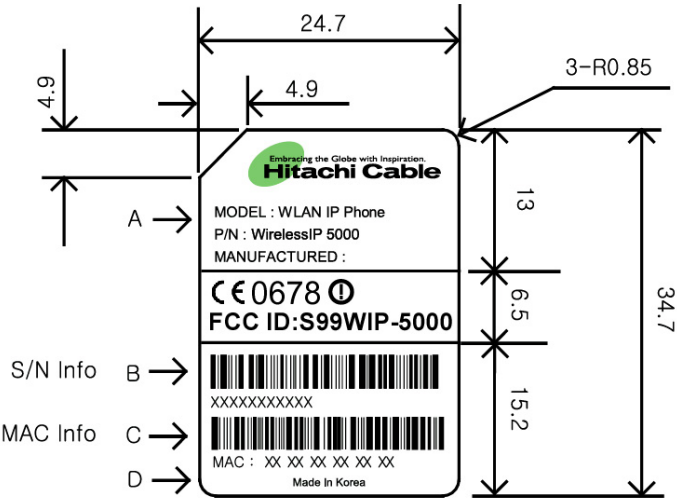 24.7
4.9
4.9
3-R0.85
Embracing the Globe with Inspiration.
Hitachi Cable
A
MODEL : WLAN IP Phone
P/N : WirelessIP 5000
MANUFACTURED :
13
CE 0678
FCC ID:S99WIP-5000
6.5
34.7
S/N Info B
XXXXXXXXXXX
15.2
MAC Info C
MAC : XX XX XX XX XX XX
D
Made In Korea